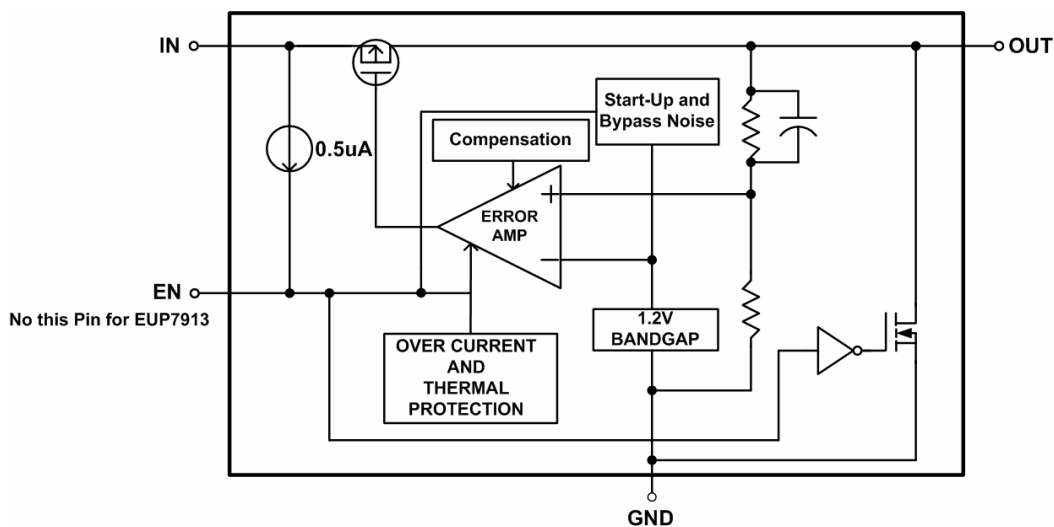 IN
OUT
Start-Up and
Bypass Noise
0.5uA
Compensation
+
ERROR
AMP
−
EN
No this Pin for EUP7913
1.2V
BANDGAP
OVER CURRENT
AND
THERMAL
PROTECTION
GND